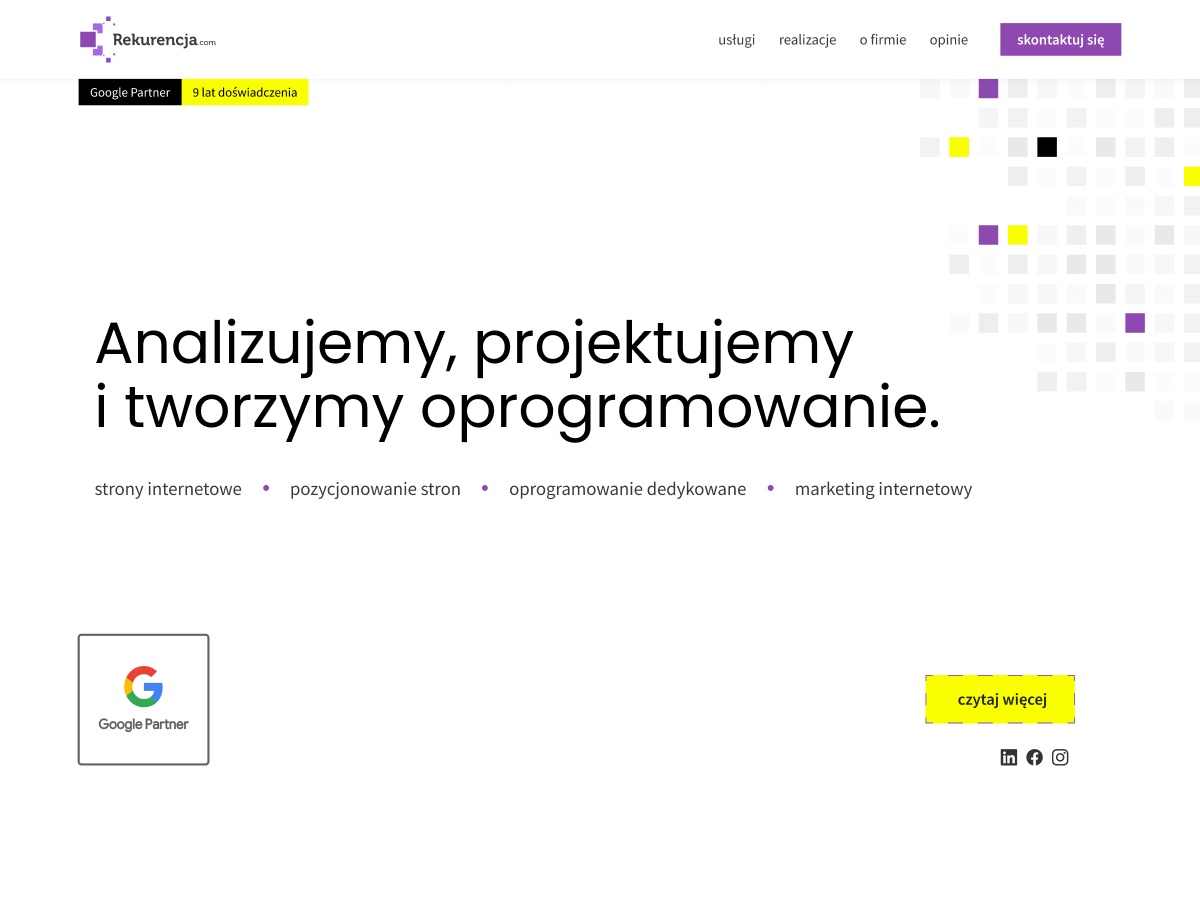 Rekurencja.com
usługi realizacje o firmie opinie skontaktuj się
Google Partner 9 lat doświadczenia
Analizujemy, projektujemy
i tworzymy oprogramowanie.
strony internetowe • pozycjonowanie stron • oprogramowanie dedykowane • marketing internetowy
Google Partner
czytaj więcej